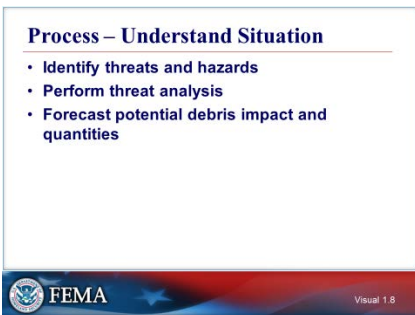 Process – Understand Situation
• Identify threats and hazards
• Perform threat analysis
• Forecast potential debris impact and
quantities
FEMA
Visual 1.8